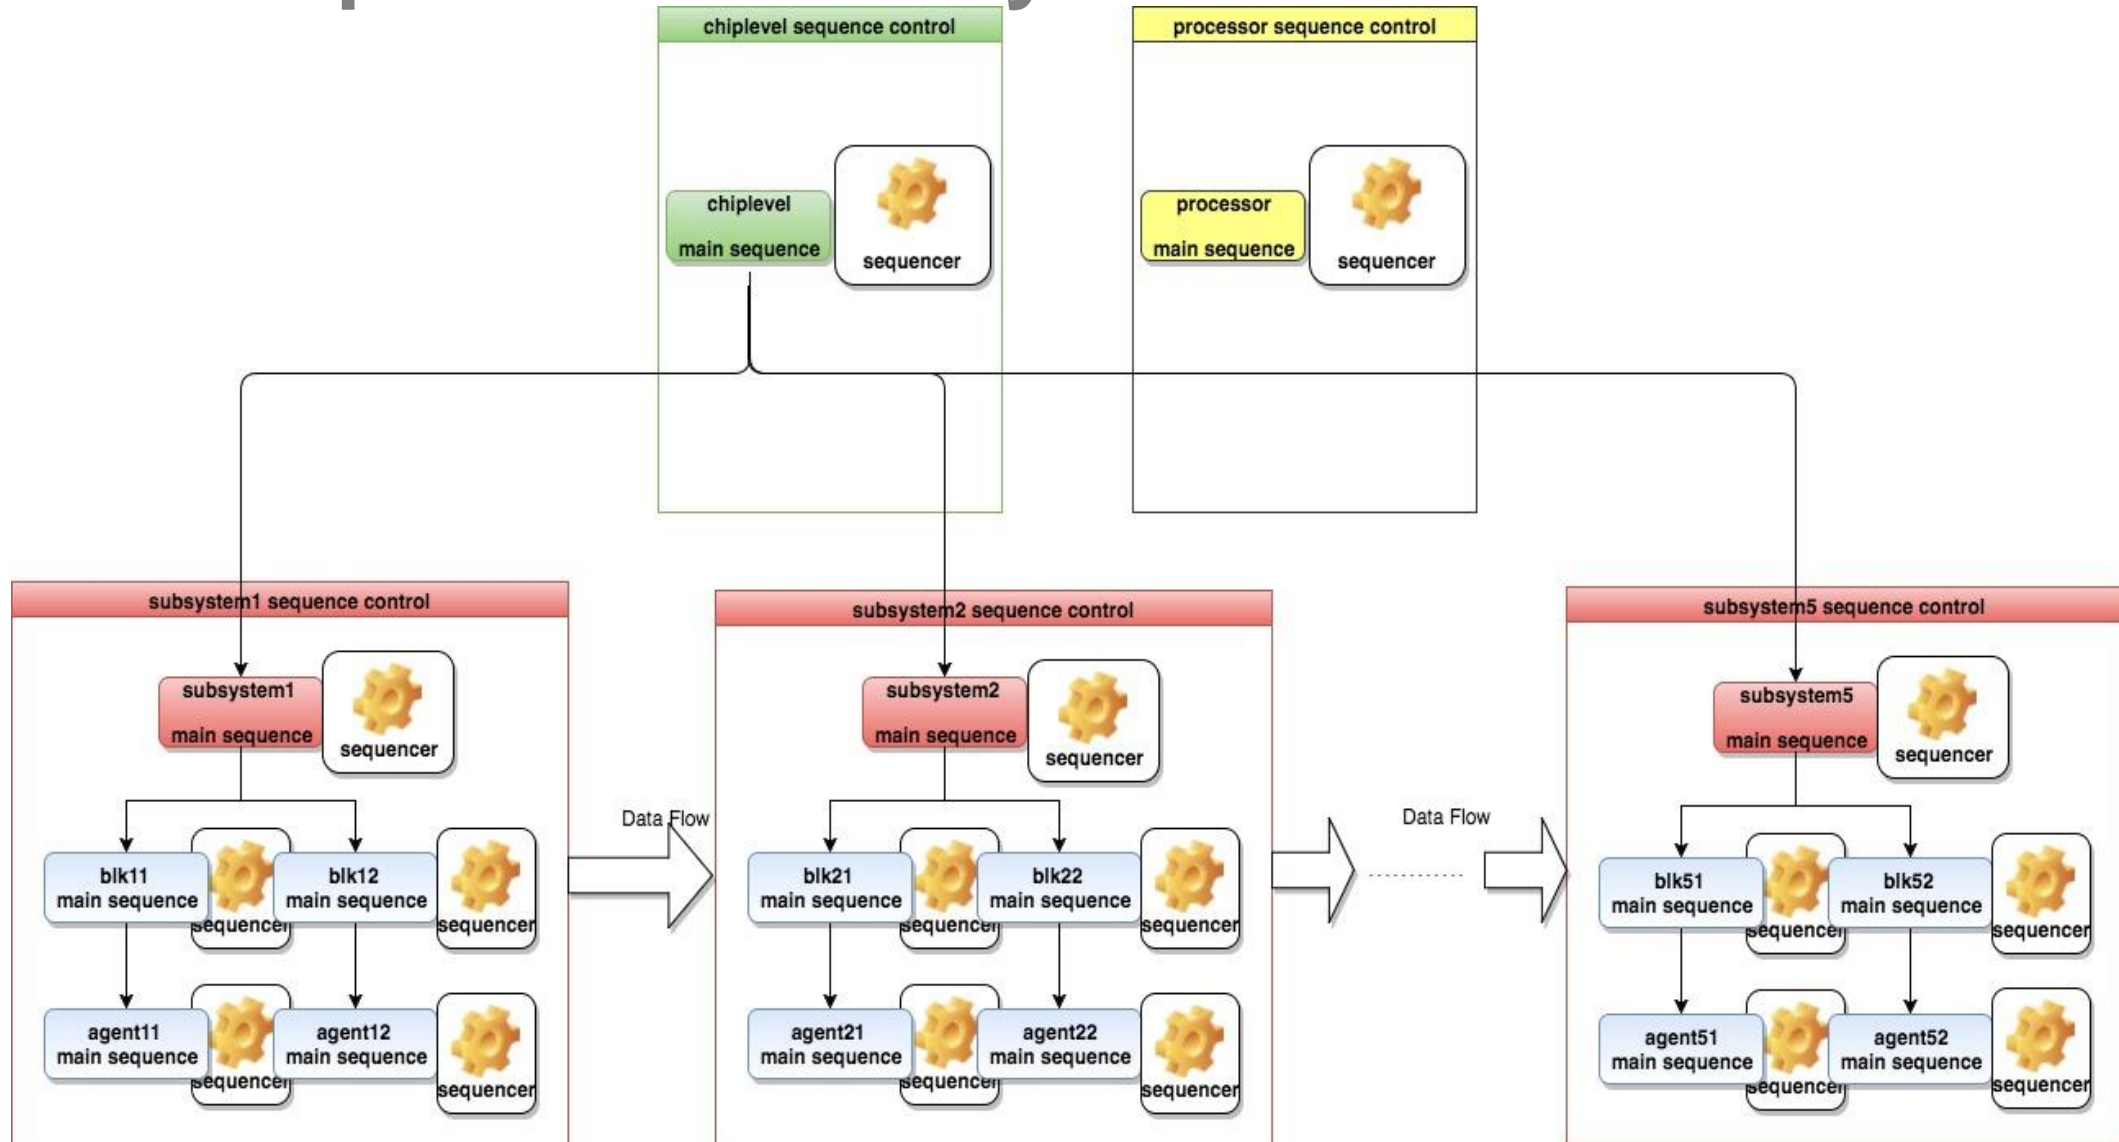 chiplevel sequence control
processor sequence control
chiplevel
main sequence
sequencer
processor
main sequence
sequencer
subsystem1 sequence control
subsystem2 sequence control
subsystem5 sequence control
subsystem1
main sequence
sequencer
subsystem2
main sequence
sequencer
subsystem5
main sequence
sequencer
Data Flow
Data Flow
blk11
main sequence
sequencer
blk12
main sequence
sequencer
blk21
main sequence
sequencer
blk22
main sequence
sequencer
blk51
main sequence
sequencer
blk52
main sequence
sequencer
agent11
main sequence
sequencer
agent12
main sequence
sequencer
agent21
main sequence
sequencer
agent22
main sequence
sequencer
agent51
main sequence
sequencer
agent52
main sequence
sequencer